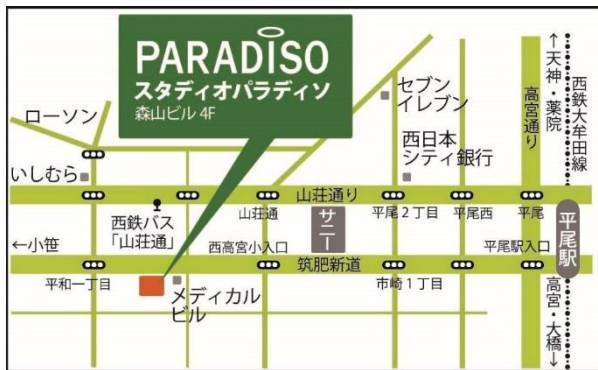 PARADISO
スタディオパラディソ
森山ビル 4F
ローソン
いしむら
セブン
イレブン
西日本
シティ銀行
高宮通り
↑天神・薬院
西鉄大牟田線
山荘通り
西鉄バス
「山荘通」
山荘通
サニー
平尾2丁目
平尾西
平尾
平尾駅
←小笹
西高宮小入口
筑肥新道
平尾駅入口
平和一丁目
メディカル
ビル
市崎1丁目
高宮・大橋↓